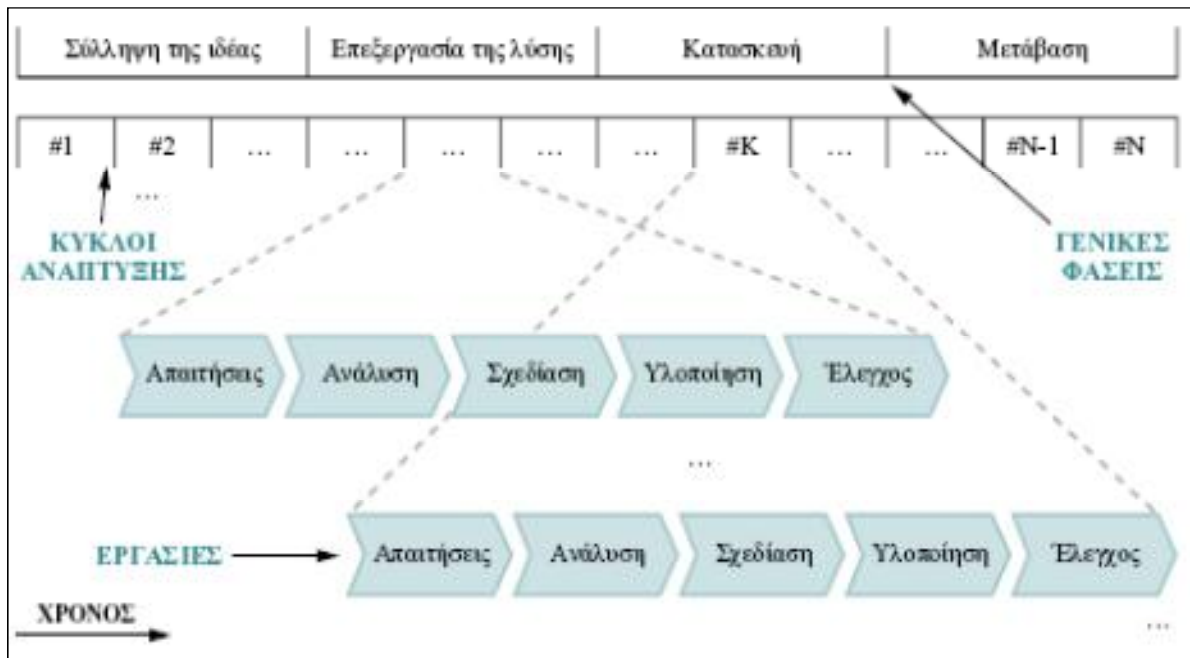 Σύλληψη της ιδέας Επεξεργασία της λύσης Κατασκευή Μετάβαση
#1 #2 ... ... ... ... ... #K ... ... #N-1 #N
...
ΚΥΚΛΟΙ
ΑΝΑΠΤΥΞΗΣ
ΓΕΝΙΚΕΣ
ΦΑΣΕΙΣ
Απαιτήσεις Ανάλυση Σχεδίαση Υλοποίηση Έλεγχος
...
ΕΡΓΑΣΙΕΣ Απαιτήσεις Ανάλυση Σχεδίαση Υλοποίηση Έλεγχος
ΧΡΟΝΟΣ
...